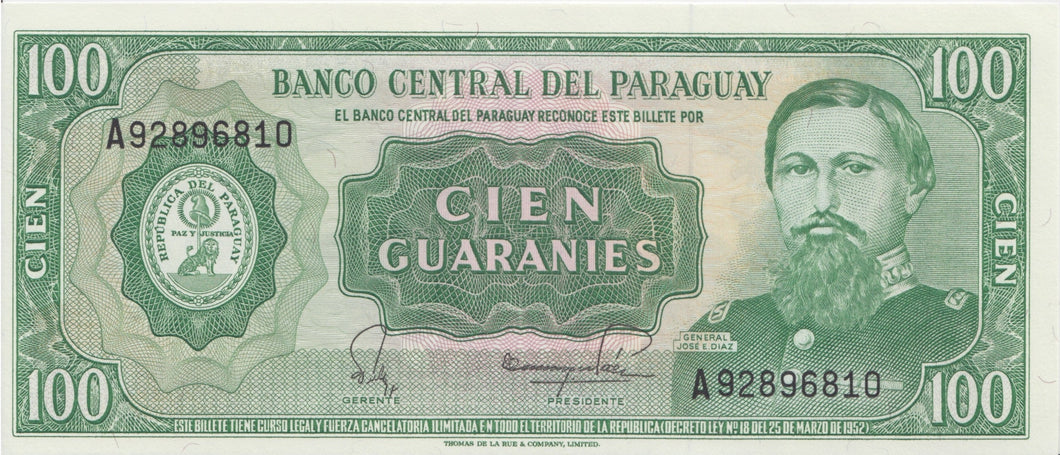 100
100
BANCO CENTRAL DEL PARAGUAY
EL BANCO CENTRAL DEL PARAGUAY RECONOCE ESTE BILLETE POR
A92896810
CIEN
REPÚBLICA DEL PARAGUAY
PAZ Y JUSTICIA
CIEN
GUARANIES
CIEN
GENERAL
JOSÉ E. DIAZ
A92896810
GERENTE
PRESIDENTE
100
100
ESTE BILLETE TIENE CURSO LEGAL Y FUERZA CANCELATORIA ILIMITADA EN TODO EL TERRITORIO DE LA REPUBLICA (DECRETO LEY Nº 18 DEL 25 DE MARZO DE 1952)
THOMAS DE LA RUE & COMPANY, LIMITED.